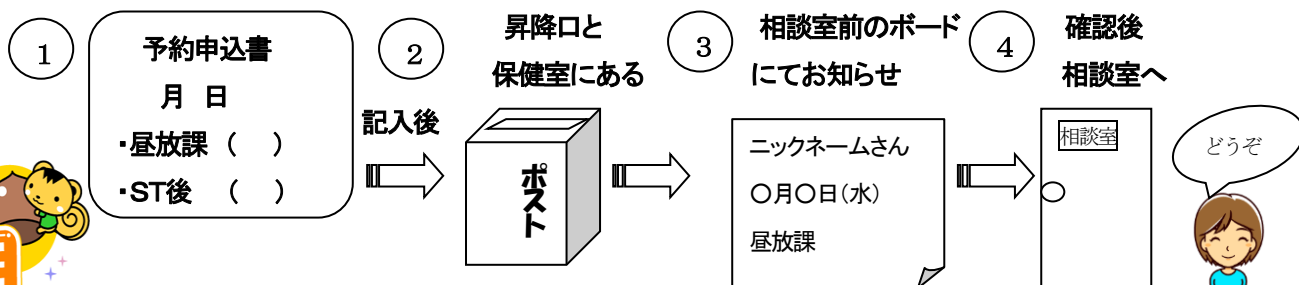 ①
予約申込書
月 日
・昼放課 （ ）
・ST後 （ ）
②
記入後
昇降口と
保健室にある
ポスト
③
相談室前のボード
にてお知らせ
ニックネームさん
〇月〇日(水)
昼放課
④
確認後
相談室へ
相談室
どうぞ